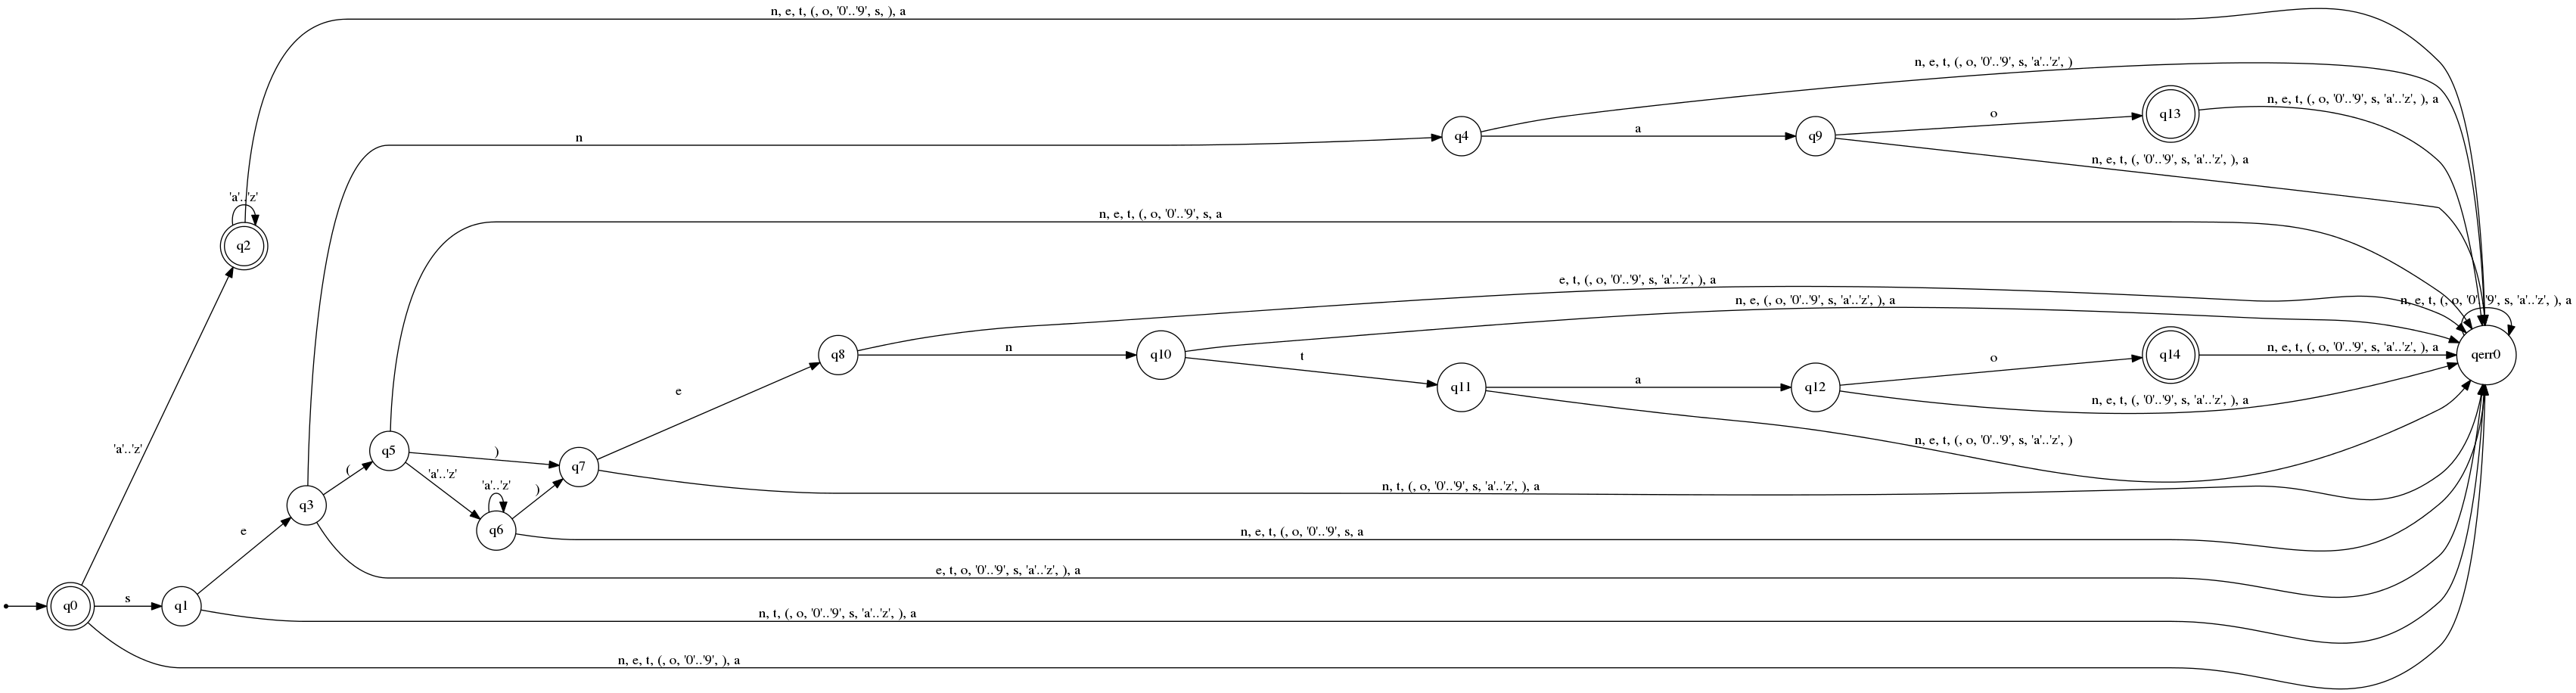 n, e, t, (, o, '0'..'9', s, ), a
n, e, t, (, o, '0'..'9', s, 'a'..'z', )
n, e, t, (, o, '0'..'9', s, 'a'..'z', ), a
q13
o
n
q4
a
q9
n, e, t, (, '0'..'9', s, 'a'..'z', ), a
'a'..'z'
n, e, t, (, o, '0'..'9', s, a
q2
e, t, (, o, '0'..'9', s, 'a'..'z', ), a
n, e, (, o, '0'..'9', s, 'a'..'z', ), a
n, e, t, (, o, '0'..'9', s, 'a'..'z', ), a
q8
n
q10
t
q14
n, e, t, (, o, '0'..'9', s, 'a'..'z', ), a
qerr0
o
q11
a
q12
e
n, e, t, (, '0'..'9', s, 'a'..'z', ), a
n, e, t, (, o, '0'..'9', s, 'a'..'z', )
'a'..'z'
q5
)
q7
(
'a'..'z'
'a'..'z'
)
n, t, (, o, '0'..'9', s, 'a'..'z', ), a
q3
q6
e
n, e, t, (, o, '0'..'9', s, a
e, t, o, '0'..'9', s, 'a'..'z', ), a
q0
s
q1
n, t, (, o, '0'..'9', s, 'a'..'z', ), a
n, e, t, (, o, '0'..'9', ), a